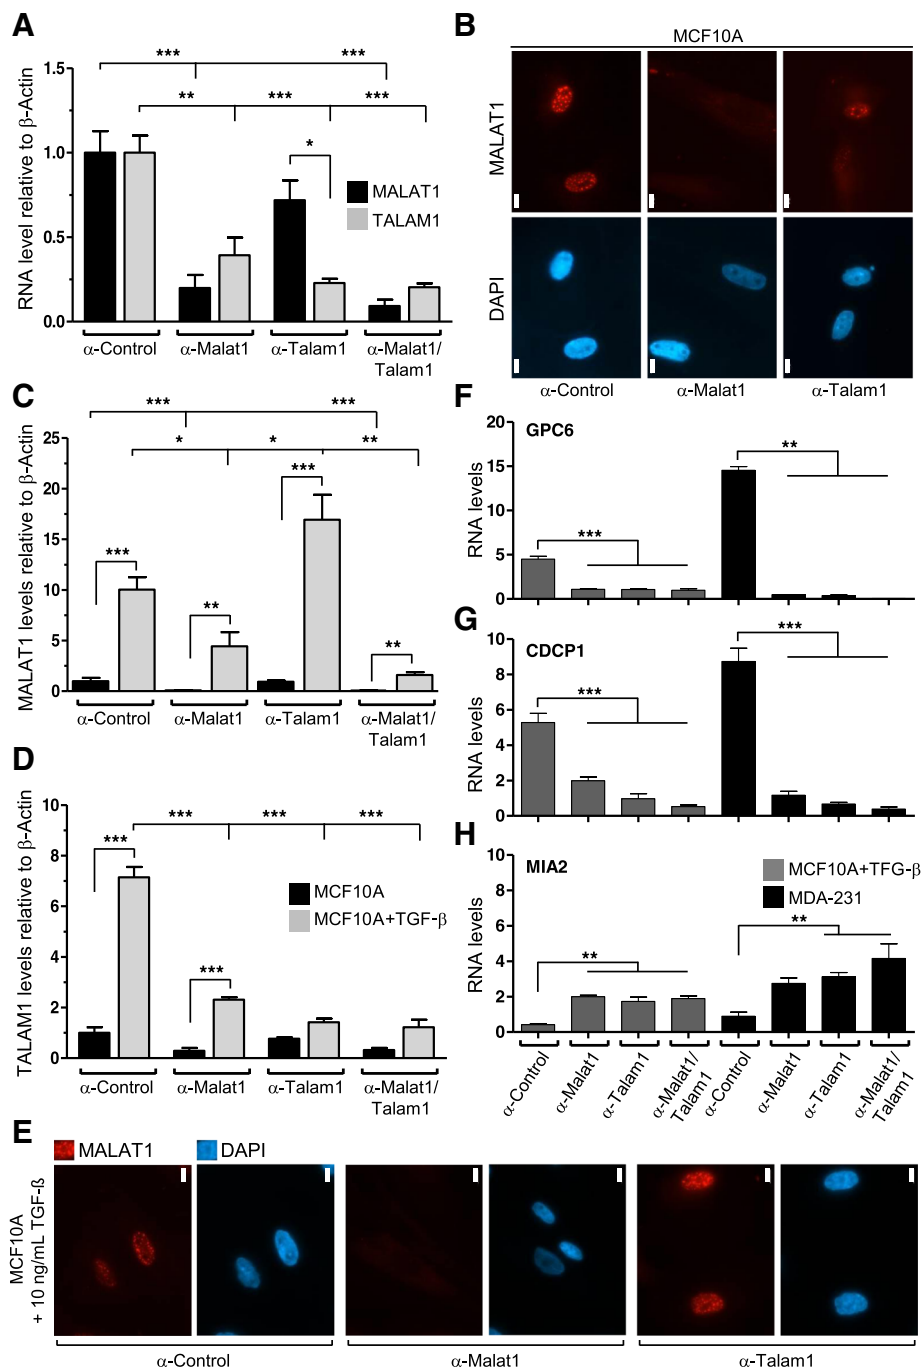 A
***
***
**
***
***
*
RNA level relative to β-Actin
1.5
1.0
0.5
0.0
MALAT1
TALAM1
α-Control
α-Malat1
α-Talam1
α-Malat1/
Talam1
B
MCF10A
MALAT1
DAPI
α-Control
α-Malat1
α-Talam1
C
***
***
*
*
**
***
***
**
**
MALAT1 levels relative to β-Actin
25
20
15
10
5
0
α-Control
α-Malat1
α-Talam1
α-Malat1/
Talam1
D
***
***
***
***
***
TALAM1 levels relative to β-Actin
8
6
4
2
0
MCF10A
MCF10A+TGF-β
α-Control
α-Malat1
α-Talam1
α-Malat1/
Talam1
F
GPC6
RNA levels
20
15
10
5
0
***
**
G
CDCP1
RNA levels
10
8
6
4
2
0
***
***
H
MIA2
RNA levels
10
8
6
4
2
0
MCF10A+TFG-β
MDA-231
**
**
α-Control
α-Malat1
α-Talam1
α-Malat1/
Talam1
α-Control
α-Malat1
α-Talam1
α-Malat1/
Talam1
E
MALAT1
DAPI
MCF10A
+ 10 ng/mL TGF-ß
α-Control
α-Malat1
α-Talam1